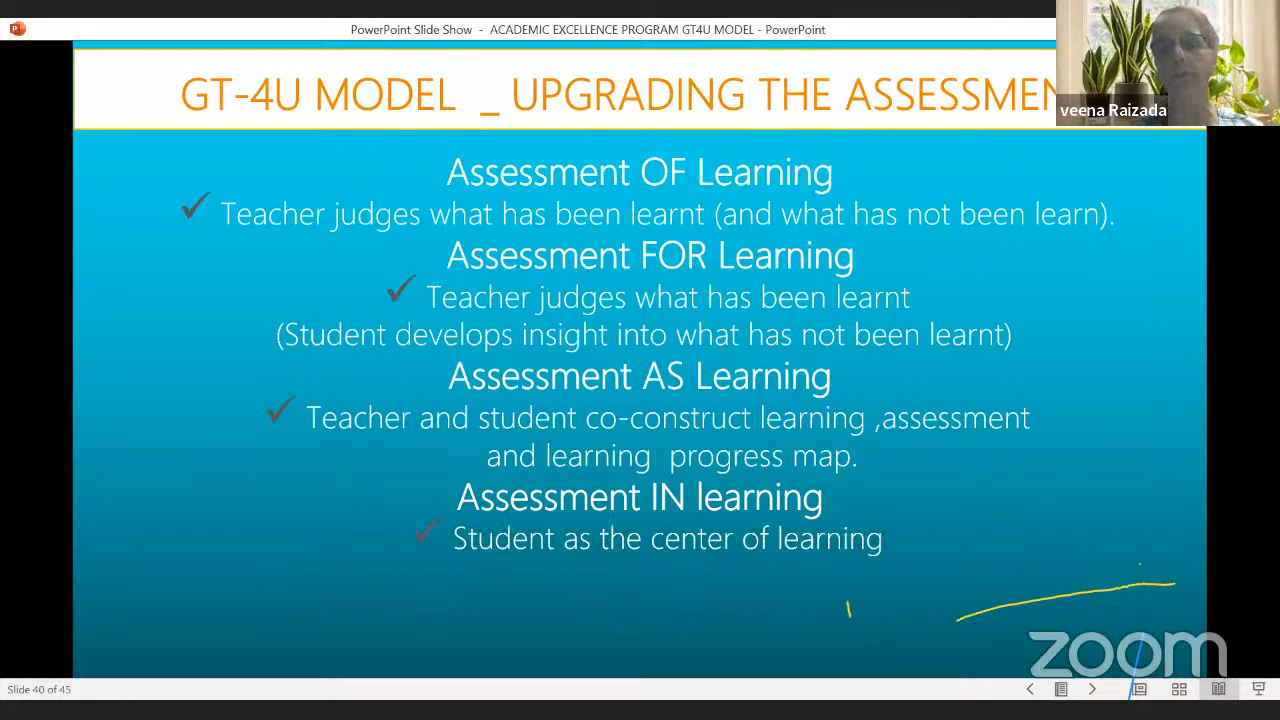 PowerPoint Slide Show - ACADEMIC EXCELLENCE PROGRAM GT4U MODEL - PowerPoint
GT-4U MODEL _ UPGRADING THE ASSESSMEN
veena Raizada
Assessment OF Learning
Teacher judges what has been learnt (and what has not been learn).
Assessment FOR Learning
Teacher judges what has been learnt
(Student develops insight into what has not been learnt)
Assessment AS Learning
Teacher and student co-construct learning ,assessment
and learning progress map.
Assessment IN learning
Student as the center of learning
zoom
Slide 40 of 45